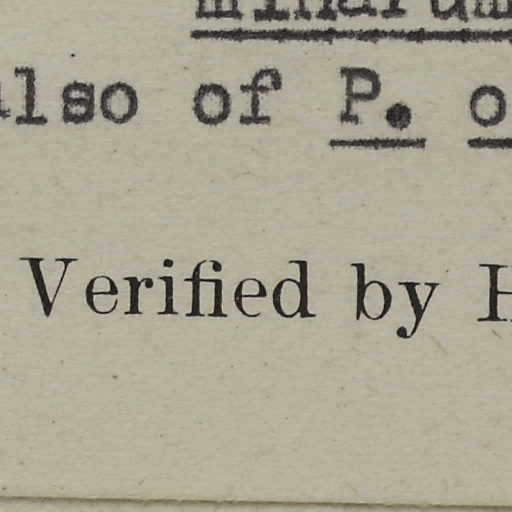 also of P.
Verified by